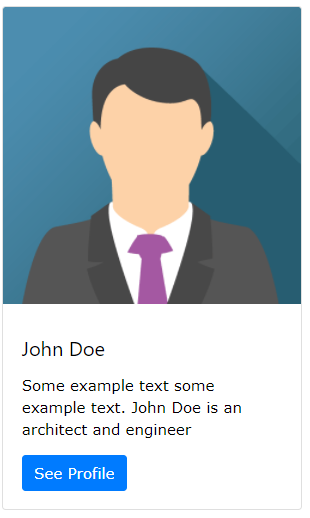 John Doe
Some example text some
example text. John Doe is an
architect and engineer
See Profile